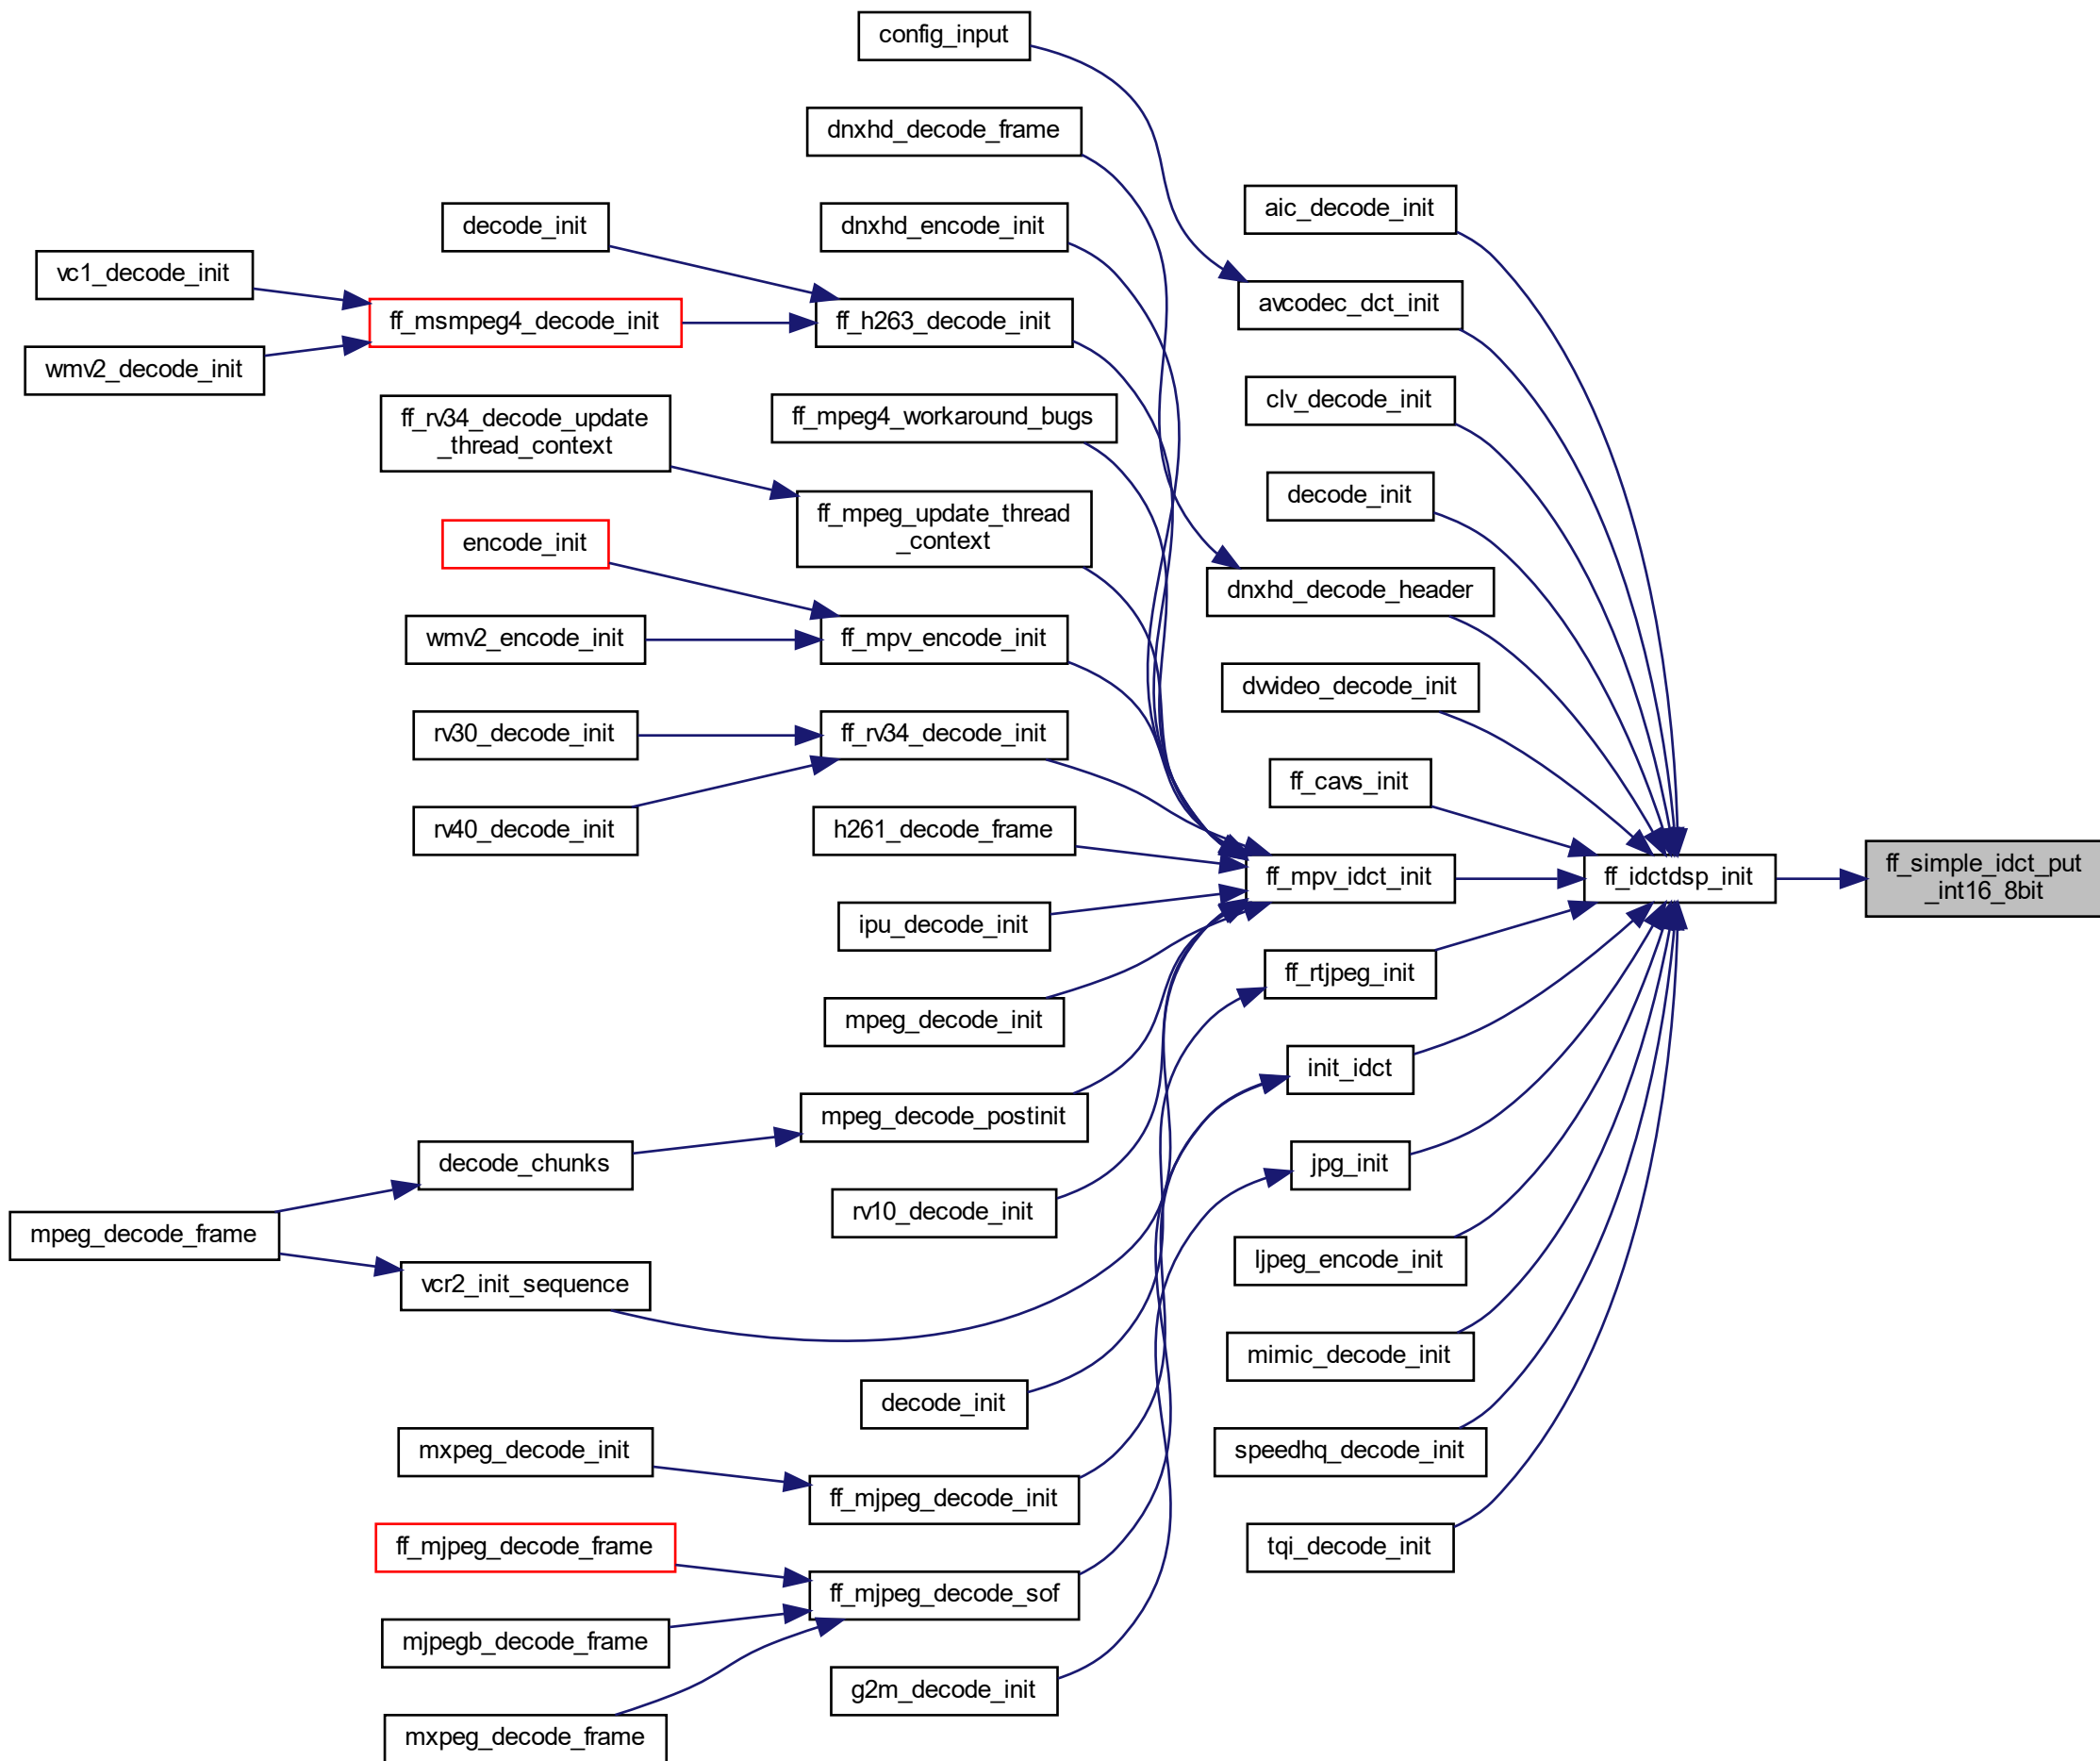 config_input
dnxhd_decode_frame
aic_decode_init
decode_init
dnxhd_encode_init
vc1_decode_init
avcodec_dct_init
ff_msmpeg4_decode_init
ff_h263_decode_init
wmv2_decode_init
clv_decode_init
ff_rv34_decode_update
_thread_context
ff_mpeg4_workaround_bugs
decode_init
ff_mpeg_update_thread
_context
encode_init
dnxhd_decode_header
wmv2_encode_init
ff_mpv_encode_init
dvvideo_decode_init
rv30_decode_init
ff_rv34_decode_init
ff_cavs_init
rv40_decode_init
h261_decode_frame
ff_mpv_idct_init
ff_idctdsp_init
ff_simple_idct_put
_int16_8bit
ipu_decode_init
ff_rtjpeg_init
mpeg_decode_init
init_idct
mpeg_decode_postinit
decode_chunks
jpg_init
rv10_decode_init
mpeg_decode_frame
vcr2_init_sequence
ljpeg_encode_init
mimic_decode_init
decode_init
mxpeg_decode_init
speedhq_decode_init
ff_mjpeg_decode_init
ff_mjpeg_decode_frame
tqi_decode_init
ff_mjpeg_decode_sof
mjpegb_decode_frame
g2m_decode_init
mxpeg_decode_frame